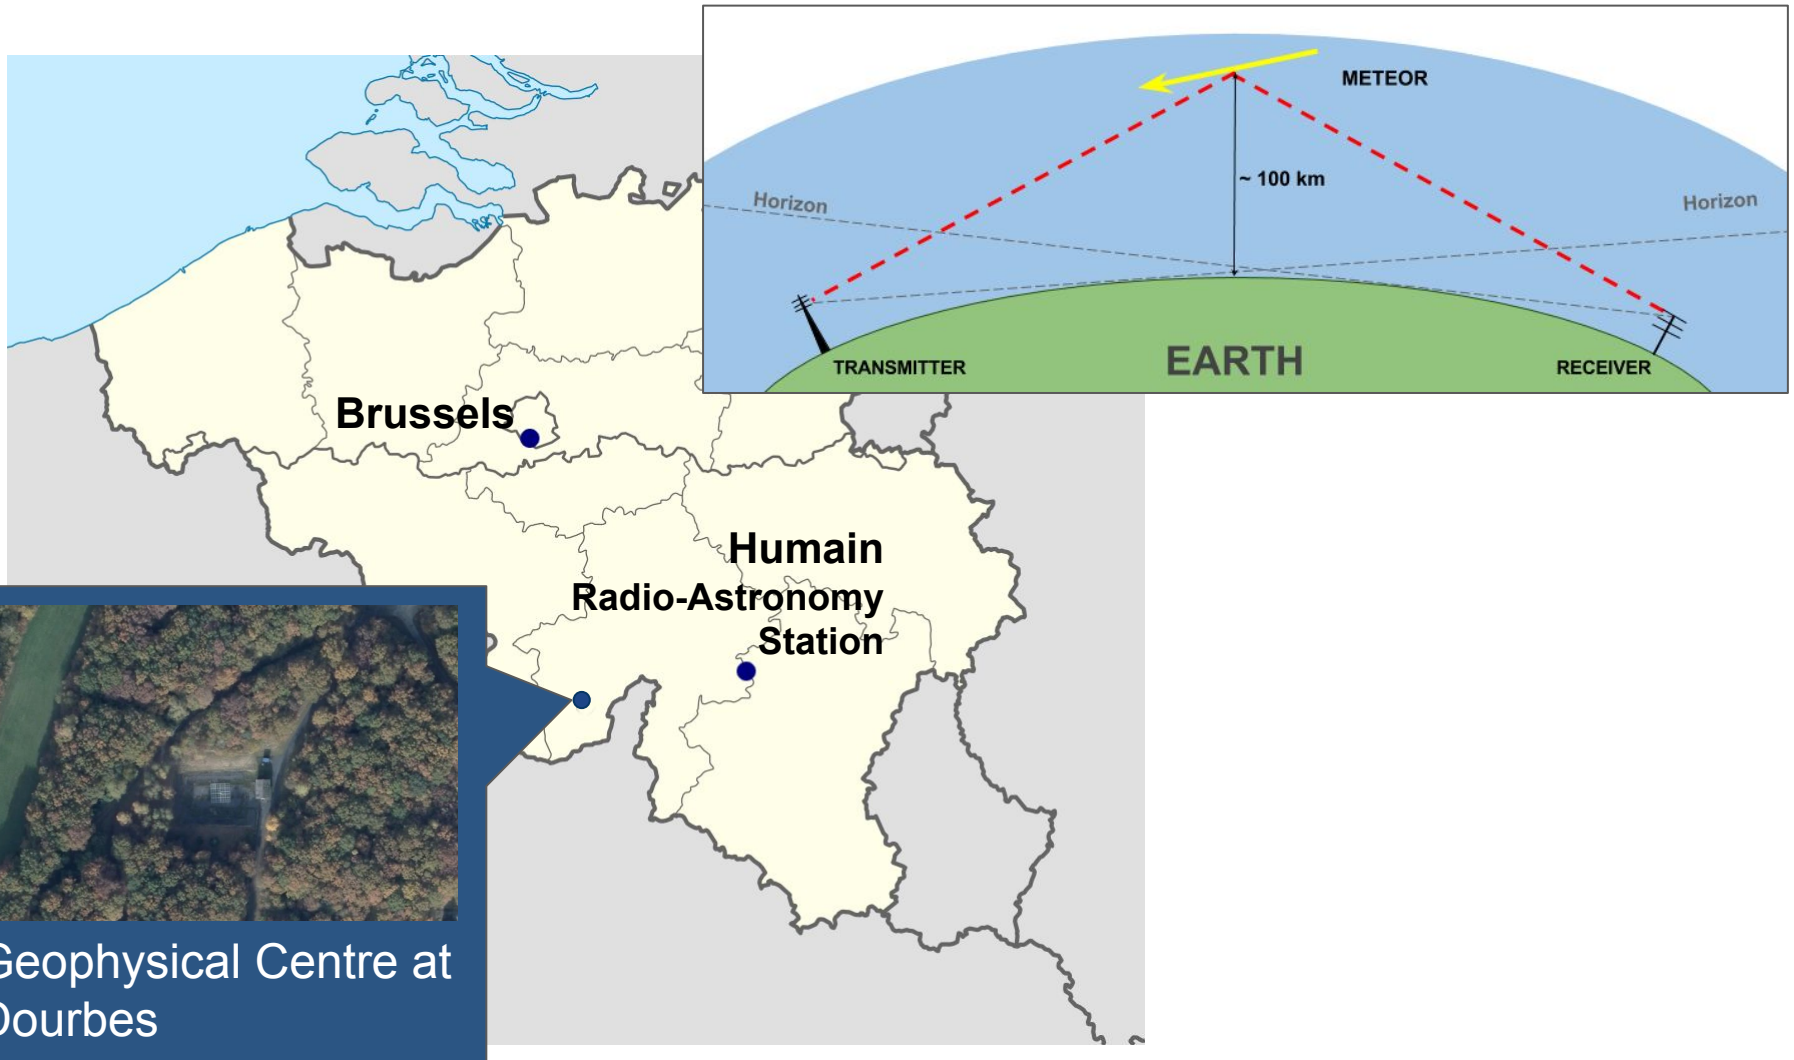 METEOR
~ 100 km
Horizon
Horizon
TRANSMITTER
EARTH
RECEIVER
Brussels
Humain
Radio-Astronomy
Station
Geophysical Centre at
Dourbes